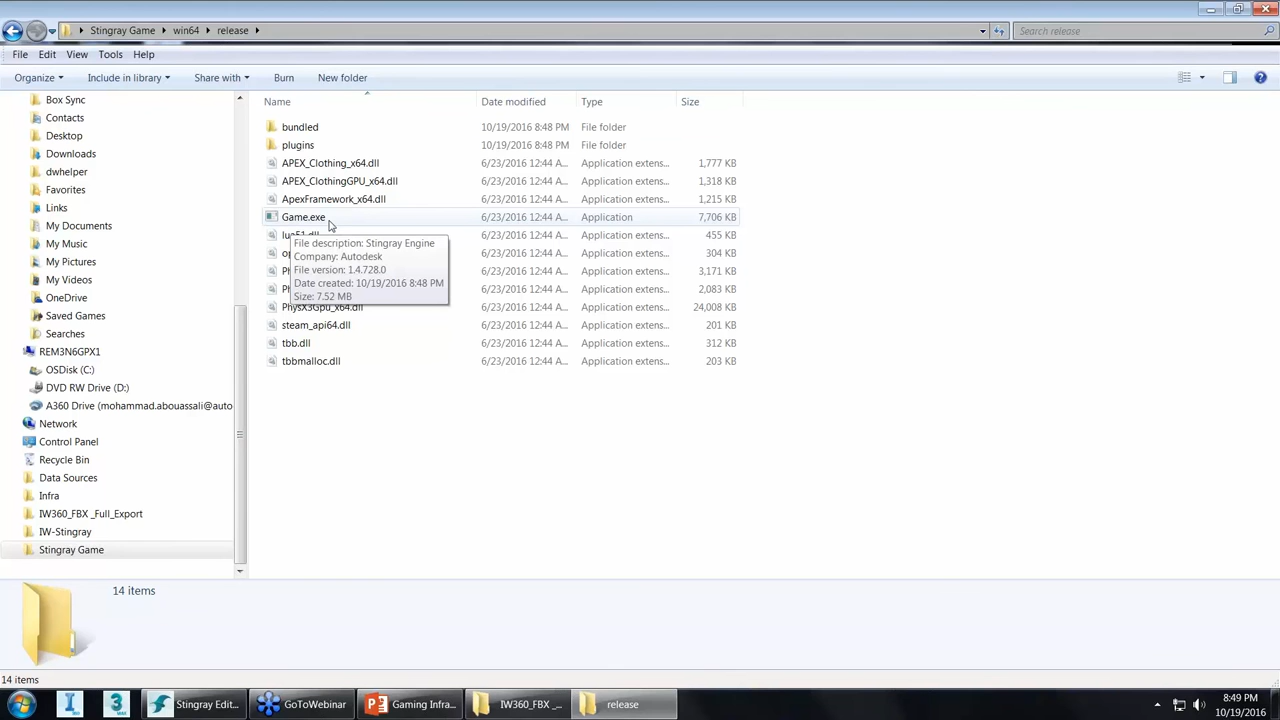 Stingray Game
win64
release
Search release
File Edit View Tools Help
Organize Include in library Share with Burn New folder
Name Date modified Type Size
Box Sync
Contacts
Desktop
Downloads
dwhelper
Favorites
Links
My Documents
My Music
My Pictures
My Videos
OneDrive
Saved Games
Searches
REM3N6GPX1
OSDisk (C:)
DVD RW Drive (D:)
A360 Drive (mohammad.abouassali@auto
Network
Control Panel
Recycle Bin
Data Sources
Infra
IW360_FBX _Full_Export
IW-Stingray
Stingray Game
bundled 10/19/2016 8:48 PM File folder
plugins 10/19/2016 8:48 PM File folder
APEX_Clothing_x64.dll 6/23/2016 12:44 A... Application extens... 1,777 KB
APEX_ClothingGPU_x64.dll 6/23/2016 12:44 A... Application extens... 1,318 KB
ApexFramework_x64.dll 6/23/2016 12:44 A... Application extens... 1,215 KB
Game.exe 6/23/2016 12:44 A... Application 7,706 KB
6/23/2016 12:44 A... Application extens... 455 KB
6/23/2016 12:44 A... Application extens... 304 KB
6/23/2016 12:44 A... Application extens... 3,171 KB
6/23/2016 12:44 A... Application extens... 2,083 KB
PhysX3Gpu_x64.dll 6/23/2016 12:44 A... Application extens... 24,008 KB
steam_api64.dll 6/23/2016 12:44 A... Application extens... 201 KB
tbb.dll 6/23/2016 12:44 A... Application extens... 312 KB
tbbmalloc.dll 6/23/2016 12:44 A... Application extens... 203 KB
File description: Stingray Engine
Company: Autodesk
File version: 1.4.728.0
Date created: 10/19/2016 8:48 PM
Size: 7.52 MB
14 items
14 items
Stingray Edit...
GoToWebinar
Gaming Infra...
IW360_FBX _...
release
8:49 PM
10/19/2016